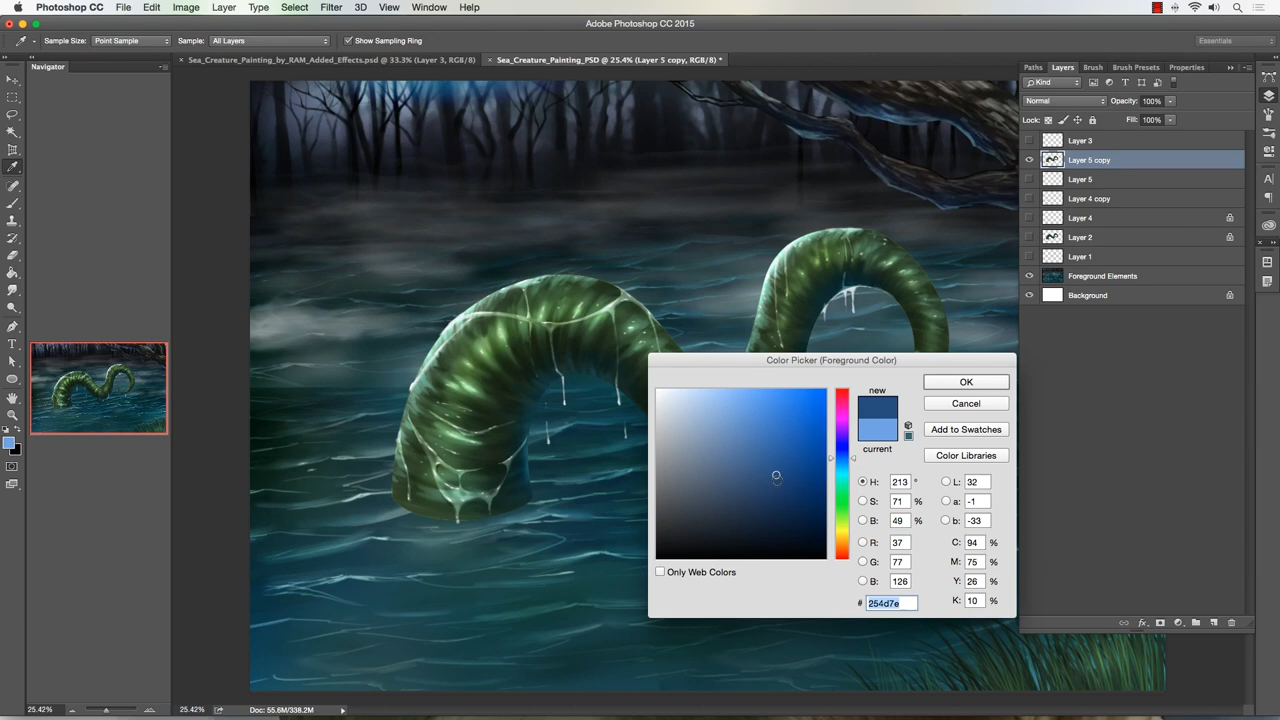 Photoshop CC File Edit Image Layer Type Select Filter 3D View Window Help
Adobe Photoshop CC 2015
Sample Size: Point Sample Sample: All Layers Show Sampling Ring Essentials
Navigator
× Sea_Creature_Painting_by_RAM_Added_Effects.psd @ 33.3% (Layer 3, RGB/8)
× Sea_Creature_Painting_PSD @ 25.4% (Layer 5 copy, RGB/8) *
Paths Layers Brush Brush Presets Properties
Kind
Normal Opacity: 100%
Lock: Fill: 100%
Layer 3
Layer 5 copy
Layer 5
Layer 4 copy
Layer 4
Layer 2
Layer 1
Foreground Elements
Background
Color Picker (Foreground Color)
new
current
OK
Cancel
Add to Swatches
Color Libraries
H: 213 °
S: 71 %
B: 49 %
R: 37
G: 77
B: 126
# 254d7e
L: 32
a: -1
b: -33
C: 94 %
M: 75 %
Y: 26 %
K: 10 %
Only Web Colors
25.42%
25.42% Doc: 55.6M/338.2M